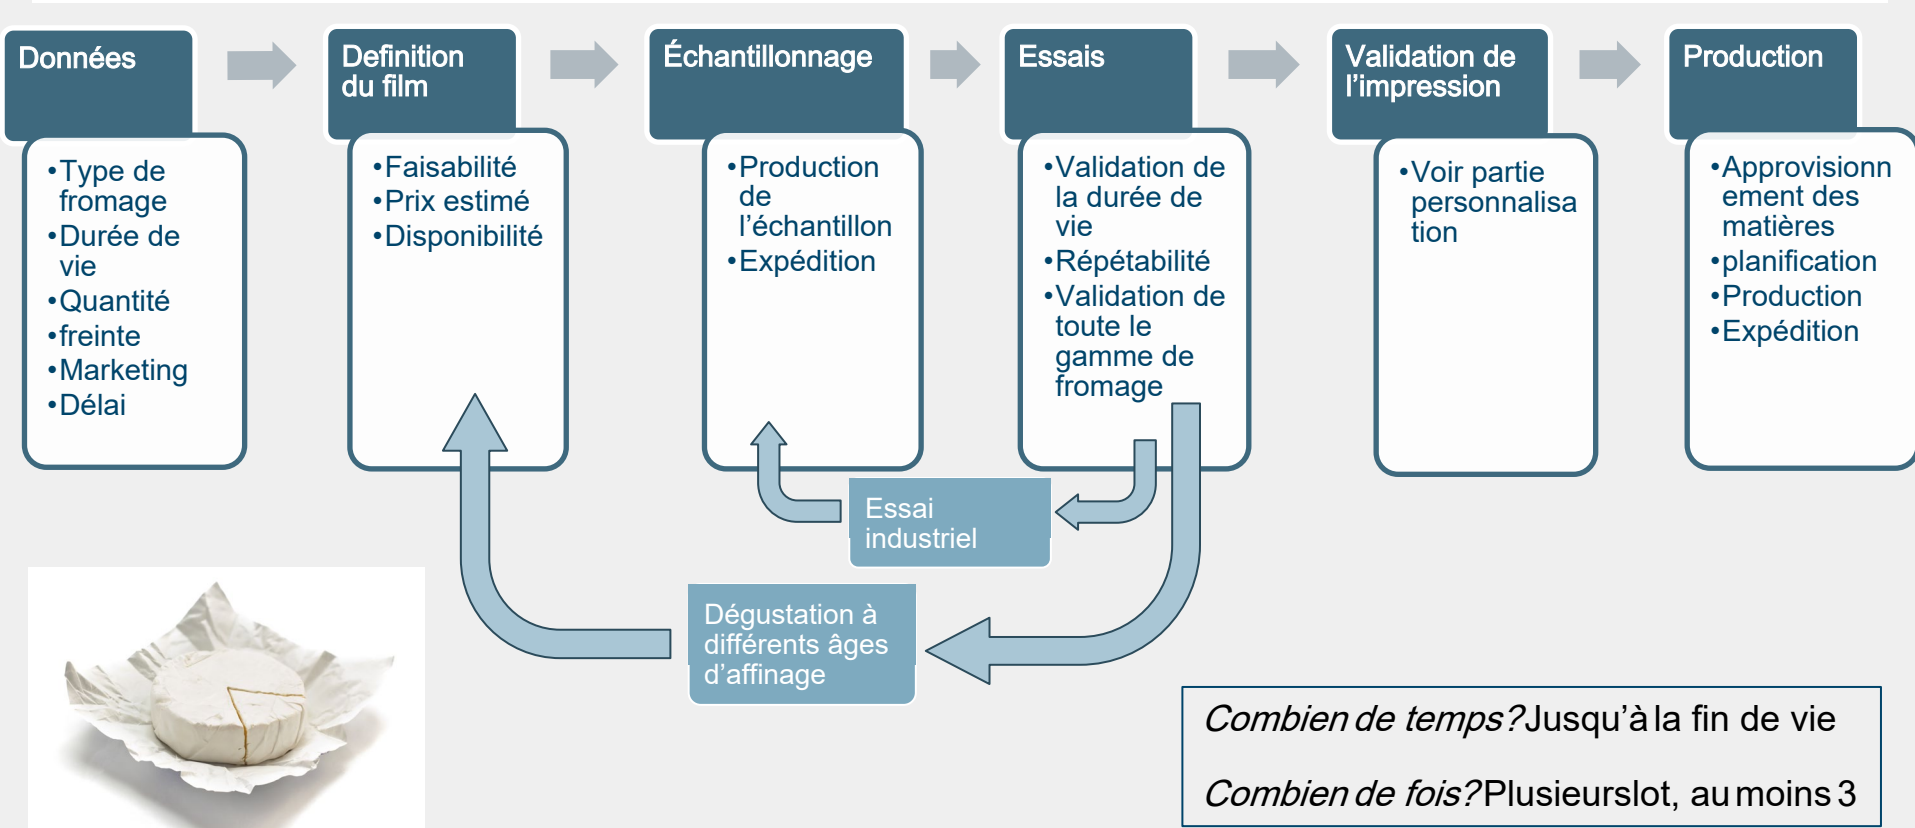 Données
•Type de
fromage
•Durée de
vie
•Quantité
•freinte
•Marketing
•Délai
Definition
du film
•Faisabilité
•Prix estimé
•Disponibilité
Échantillonnage
•Production
de
l’échantillon
•Expédition
Essais
•Validation de
la durée de
vie
•Répétabilité
•Validation de
toute le
gamme de
fromage
Validation de
l’impression
•Voir partie
personnalisa
tion
Production
•Approvisionn
ement des
matières
•planification
•Production
•Expédition
Essai
industriel
Dégustation à
différents âges
d’affinage
Combien de temps? Jusqu’à la fin de vie
Combien de fois? Plusieurslot, au moins 3